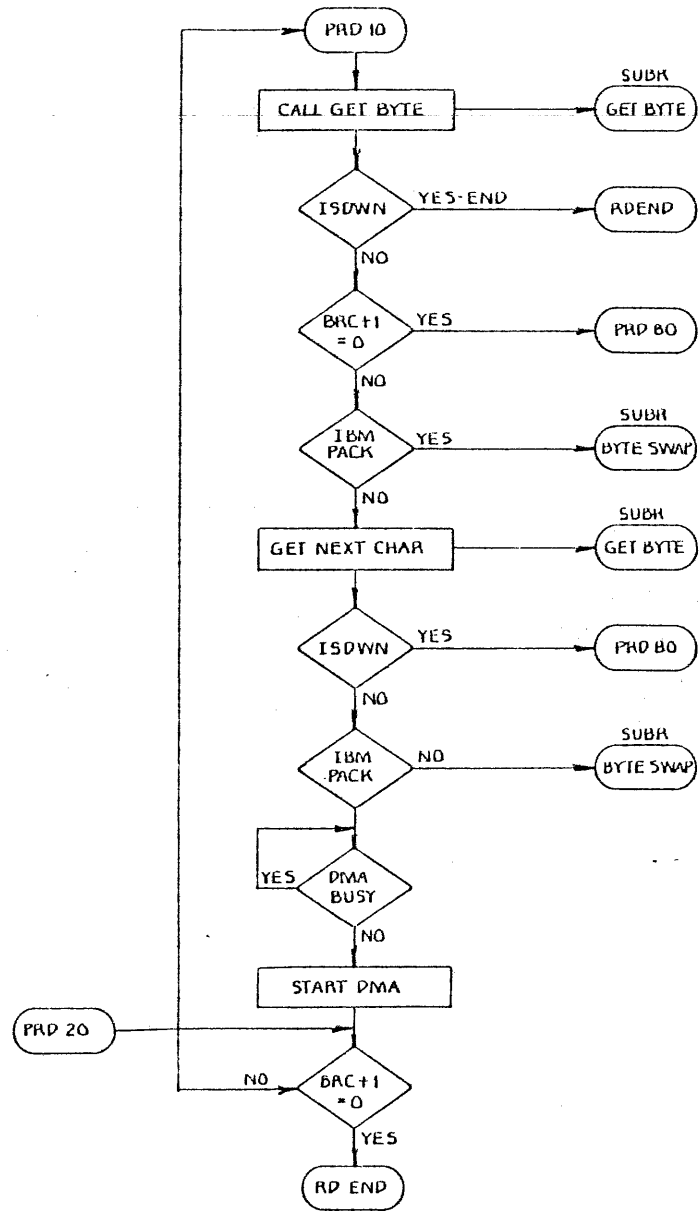 PRD 10
SUBR
CALL GET BYTE
GET BYTE
ISDWN
YES-END
RDEND
NO
BRC+1
= 0
YES
PRD 80
NO
SUBR
IBM
PACK
YES
BYTE SWAP
NO
SUBR
GET NEXT CHAR
GET BYTE
ISDWN
YES
PRD 80
NO
SUBR
IBM
PACK
NO
BYTE SWAP
YES
DMA
BUSY
NO
START DMA
PRD 20
NO
BRC+1
= 0
YES
RD END